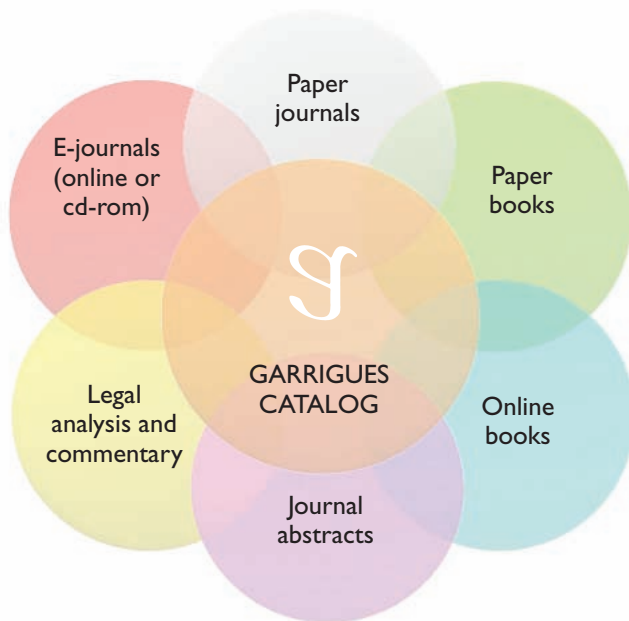 Paper
journals
E-journals
(online or
cd-rom)
Paper
books
g
GARRIGUES
CATALOG
Legal
analysis and
commentary
Online
books
Journal
abstracts